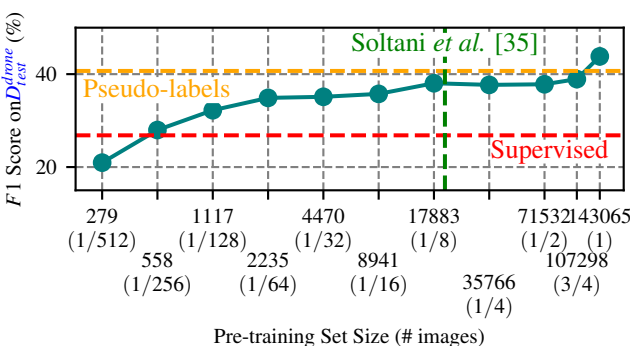 F1 Score on D_test^drone (%)
40
20
Soltani et al. [35]
Pseudo-labels
Supervised
279 1117 4470 17883 71532 143065
(1/512) (1/128) (1/32) (1/8) (1/2) (1)
558 2235 8941 35766 107298
(1/256) (1/64) (1/16) (1/4) (3/4)
Pre-training Set Size (# images)